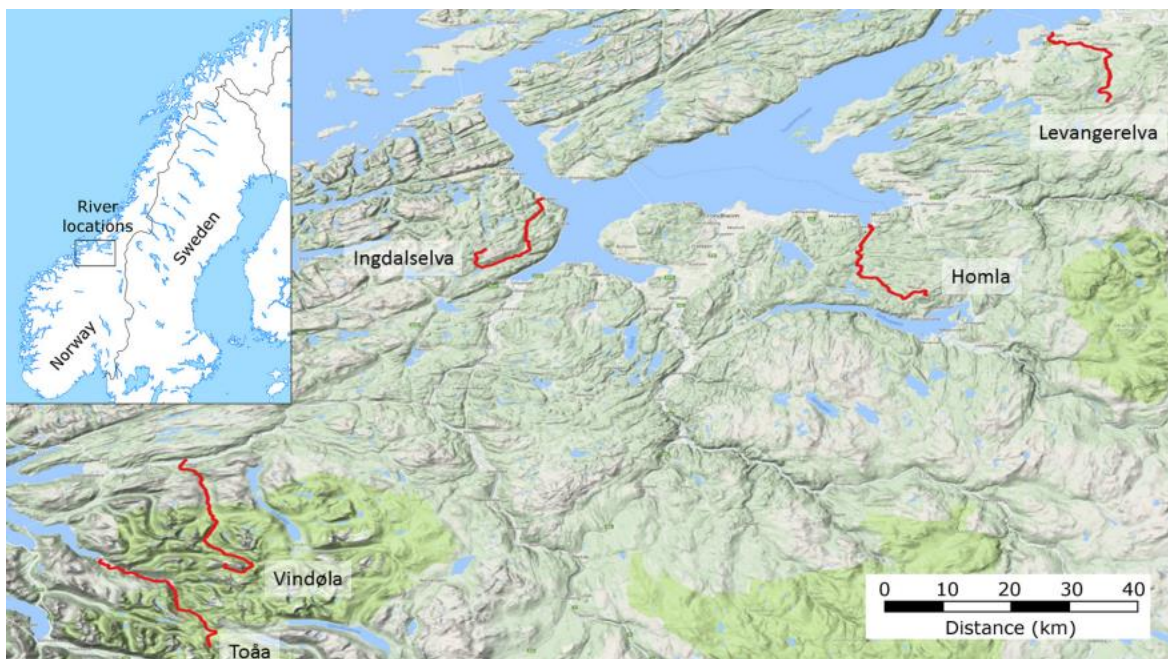 River
locations
Sweden
Norway
Levangerelva
Ingdalselva
Homla
Vindøla
Toåa
0 10 20 30 40
Distance (km)